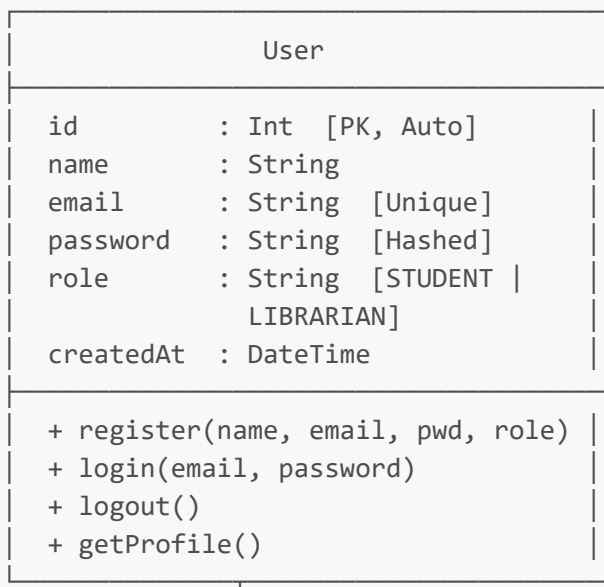 User
id : Int [PK, Auto]
name : String
email : String [Unique]
password : String [Hashed]
role : String [STUDENT |
LIBRARIAN]
createdAt : DateTime
+ register(name, email, pwd, role)
+ login(email, password)
+ logout()
+ getProfile()